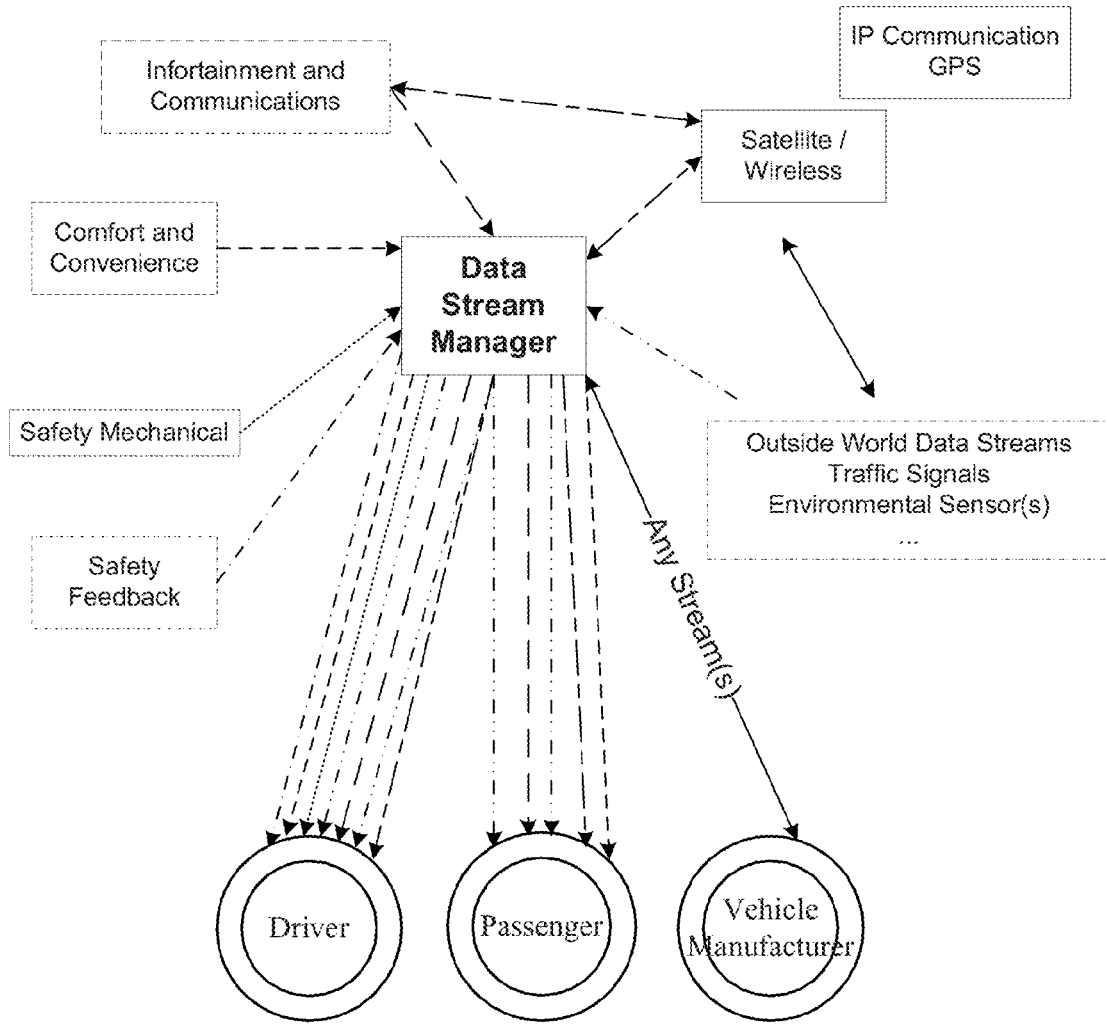 IP Communication
GPS
Infortainment and
Communications
Satellite /
Wireless
Comfort and
Convenience
Data
Stream
Manager
Safety Mechanical
Outside World Data Streams
Traffic Signals
Environmental Sensor(s)
...
Safety
Feedback
Any Stream(s)
Driver
Passenger
Vehicle
Manufacturer